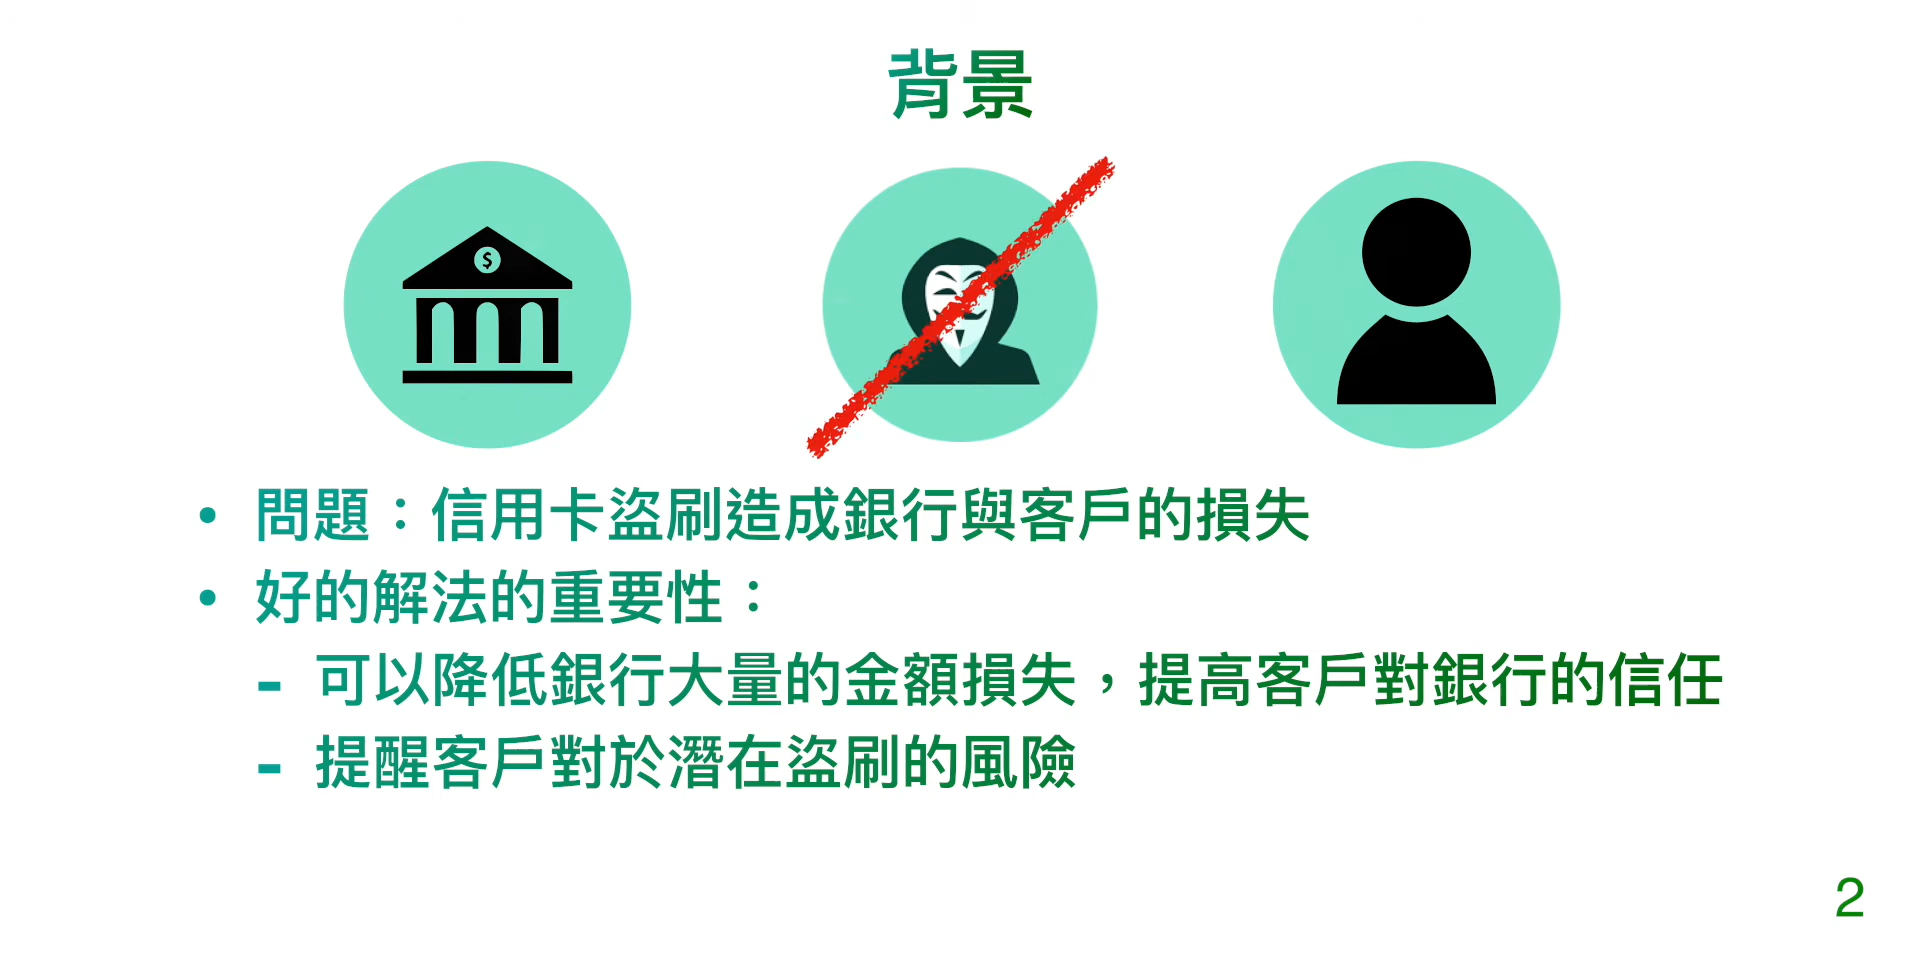 背景
$
• 問題：信用卡盜刷造成銀行與客戶的損失
• 好的解法的重要性：
- 可以降低銀行大量的金額損失，提高客戶對銀行的信任
- 提醒客戶對於潛在盜刷的風險
2